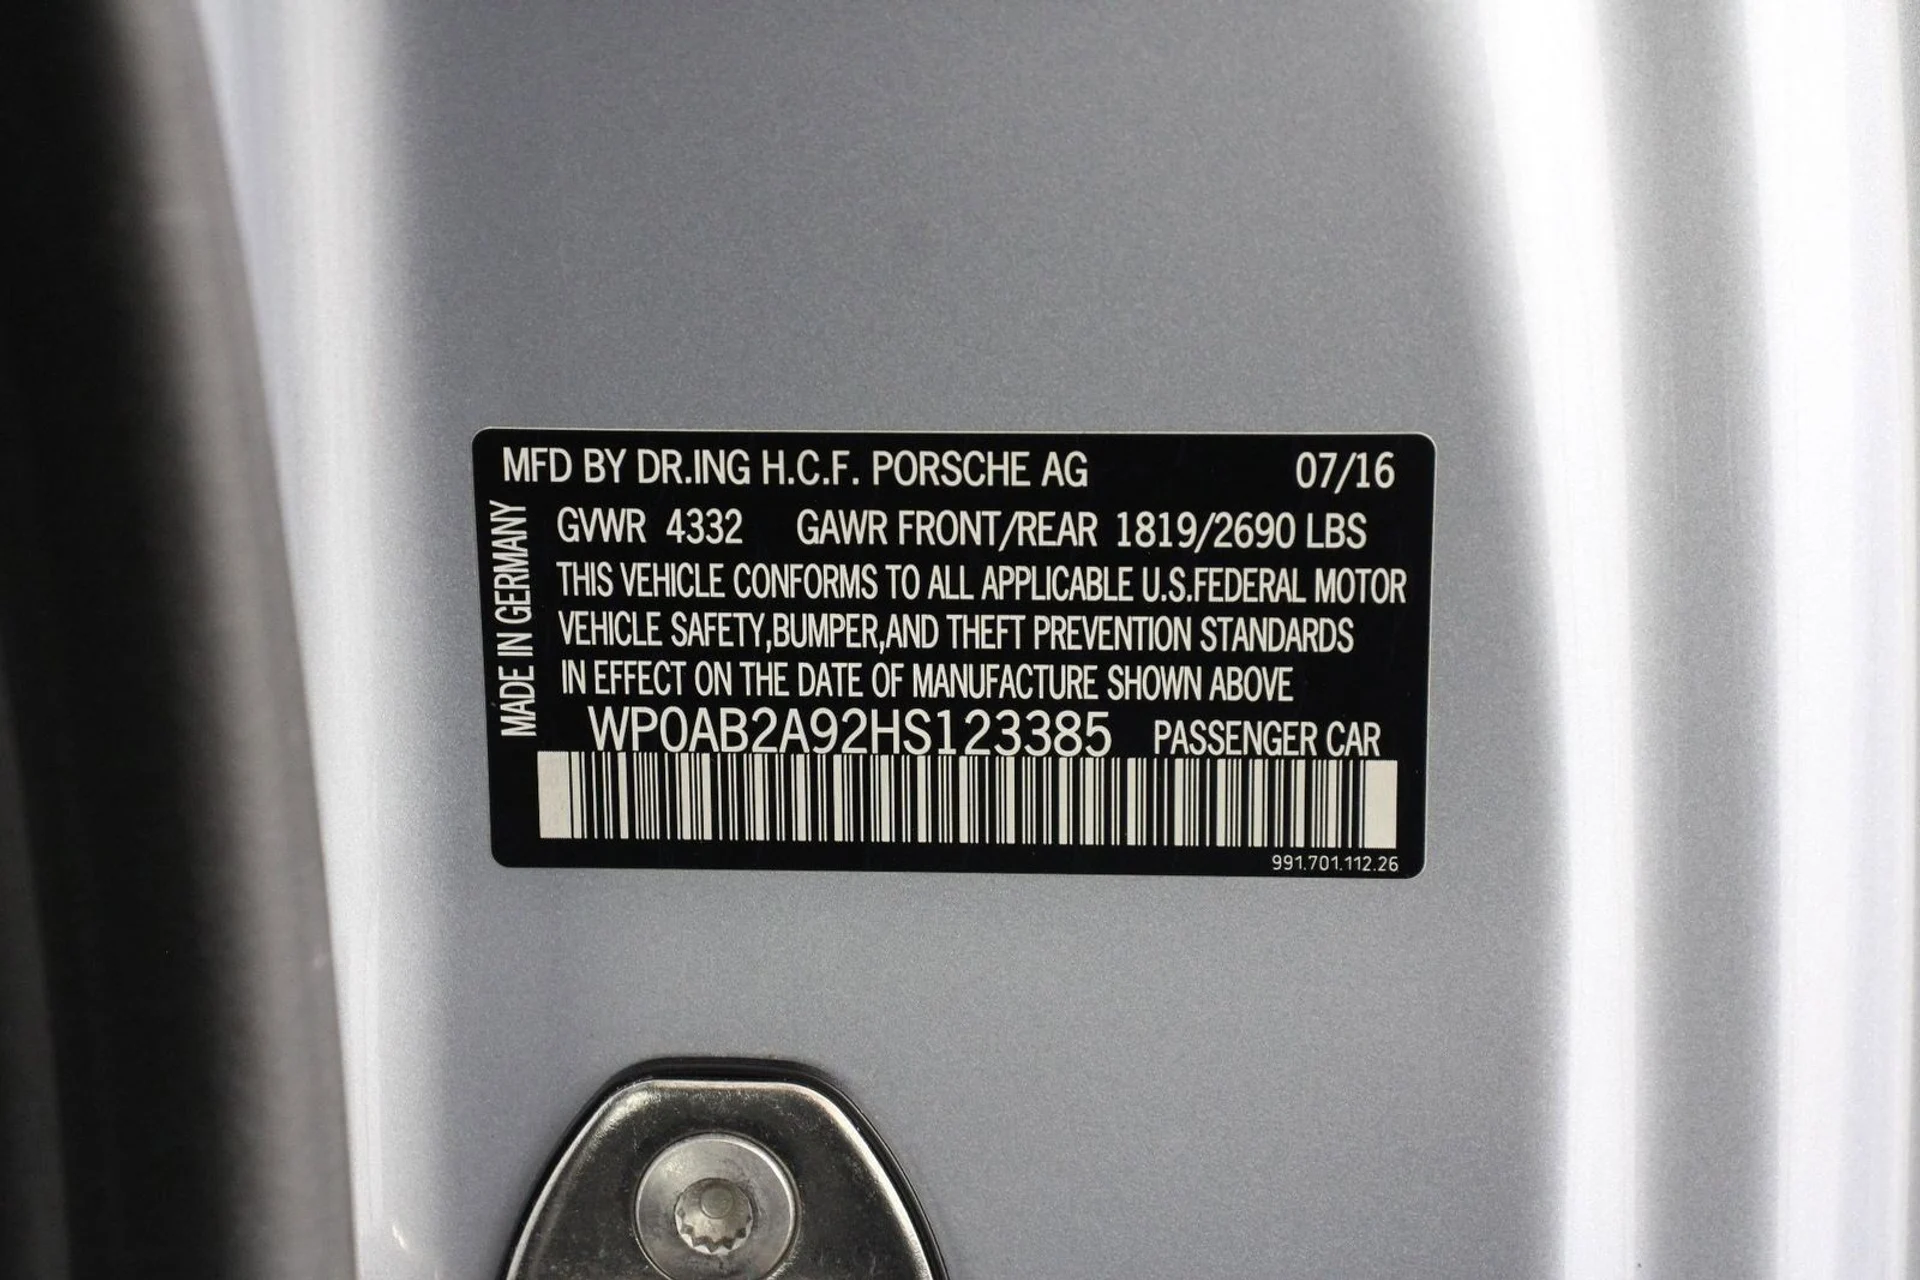 MFD BY DR.ING H.C.F. PORSCHE AG 07/16
MADE IN GERMANY
GVWR 4332 GAWR FRONT/REAR 1819/2690 LBS
THIS VEHICLE CONFORMS TO ALL APPLICABLE U.S.FEDERAL MOTOR
VEHICLE SAFETY,BUMPER,AND THEFT PREVENTION STANDARDS
IN EFFECT ON THE DATE OF MANUFACTURE SHOWN ABOVE
WP0AB2A92HS123385 PASSENGER CAR
991.701.112.26